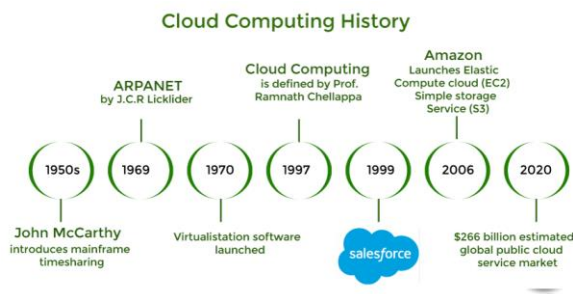 Cloud Computing History
ARPANET
by J.C.R Licklider
Cloud Computing
is defined by Prof.
Ramnath Chellappa
Amazon
Launches Elastic
Compute cloud (EC2)
Simple storage
Service (S3)
1950s
1969
1970
1997
1999
2006
2020
John McCarthy
introduces mainframe
timesharing
Virtualistation software
launched
salesforce
$266 billion estimated
global public cloud
service market